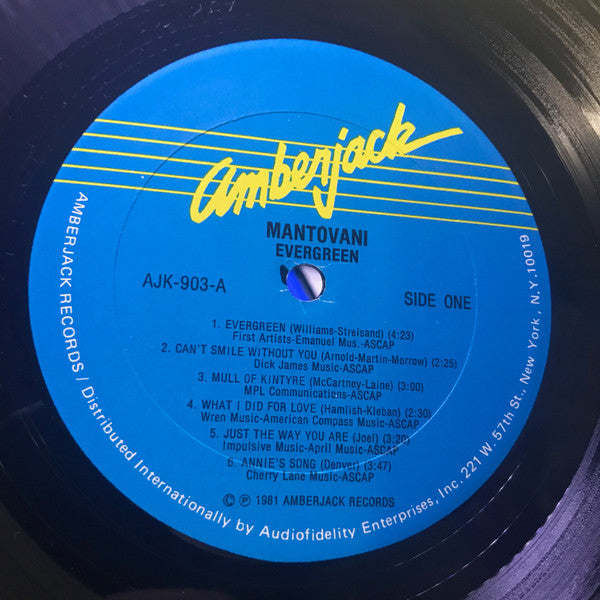 amberjack
MANTOVANI
EVERGREEN
AJK-903-A
SIDE ONE
1. EVERGREEN (Williams-Streisand) (4:23)
First Artists-Emanuel Mus.-ASCAP
2. CAN'T SMILE WITHOUT YOU (Arnold-Martin-Morrow) (2:25)
Dick James Music-ASCAP
3. MULL OF KINTYRE (McCartney-Laine) (3:00)
MPL Communications-ASCAP
4. WHAT I DID FOR LOVE (Hamlish-Kleban) (2:30)
Wren Music-American Compass Music-ASCAP
5. JUST THE WAY YOU ARE (Joel) (3:20)
Impulsive Music-April Music-ASCAP
6. ANNIE'S SONG (Denver) (3:47)
Cherry Lane Music-ASCAP
© ℗ 1981 AMBERJACK RECORDS
AMBERJACK RECORDS / Distributed Internationally by Audiofidelity Enterprises, Inc. 221 W. 57th St., New York, N.Y. 10019